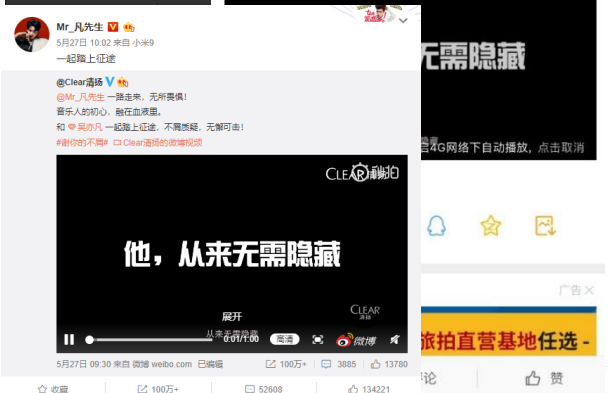 Mr_凡先生
5月27日 10:02 来自 小米9
一起踏上征途
@Clear清扬
@Mr_凡先生 一路走来，无所畏惧！
音乐人的初心，融在血液里。
和 吴亦凡 一起踏上征途，不屑质疑，无懈可击！
#谢你的不屑# Clear清扬的微博视频
CLEAR
秒拍
他，从来无需隐藏
展开
CLEAR
清扬
从来无需隐藏
0:01/1:00
高清
微博
5月27日 09:30 来自 微博 weibo.com 已编辑
100万+
3885
13780
收藏
100万+
52608
134221
无需隐藏
4G网络下自动播放，点击取消
广告
旅拍直营基地任选 -
评论
赞